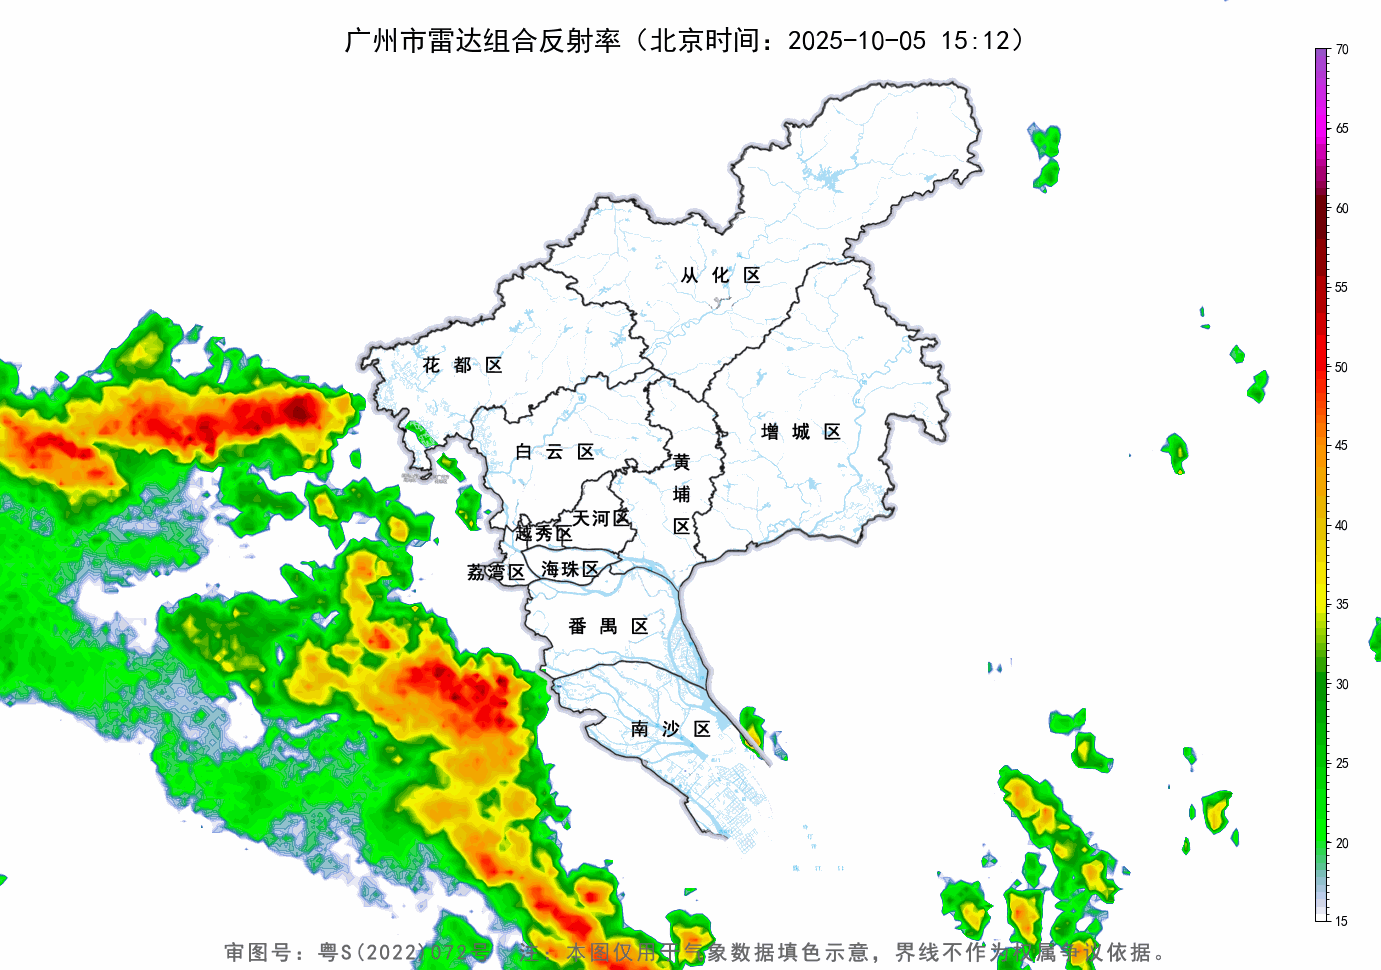 广州市雷达组合反射率（北京时间：2025-10-05 15:12）
70
65
60
55
50
45
40
35
30
25
20
15
从化区
花都区
增城区
白云区
黄埔区
天河区
越秀区
荔湾区
海珠区
番禺区
南沙区
审图号：粤S(2022)072号 注：本图仅用于气象数据填色示意，界线不作为权属争议依据。